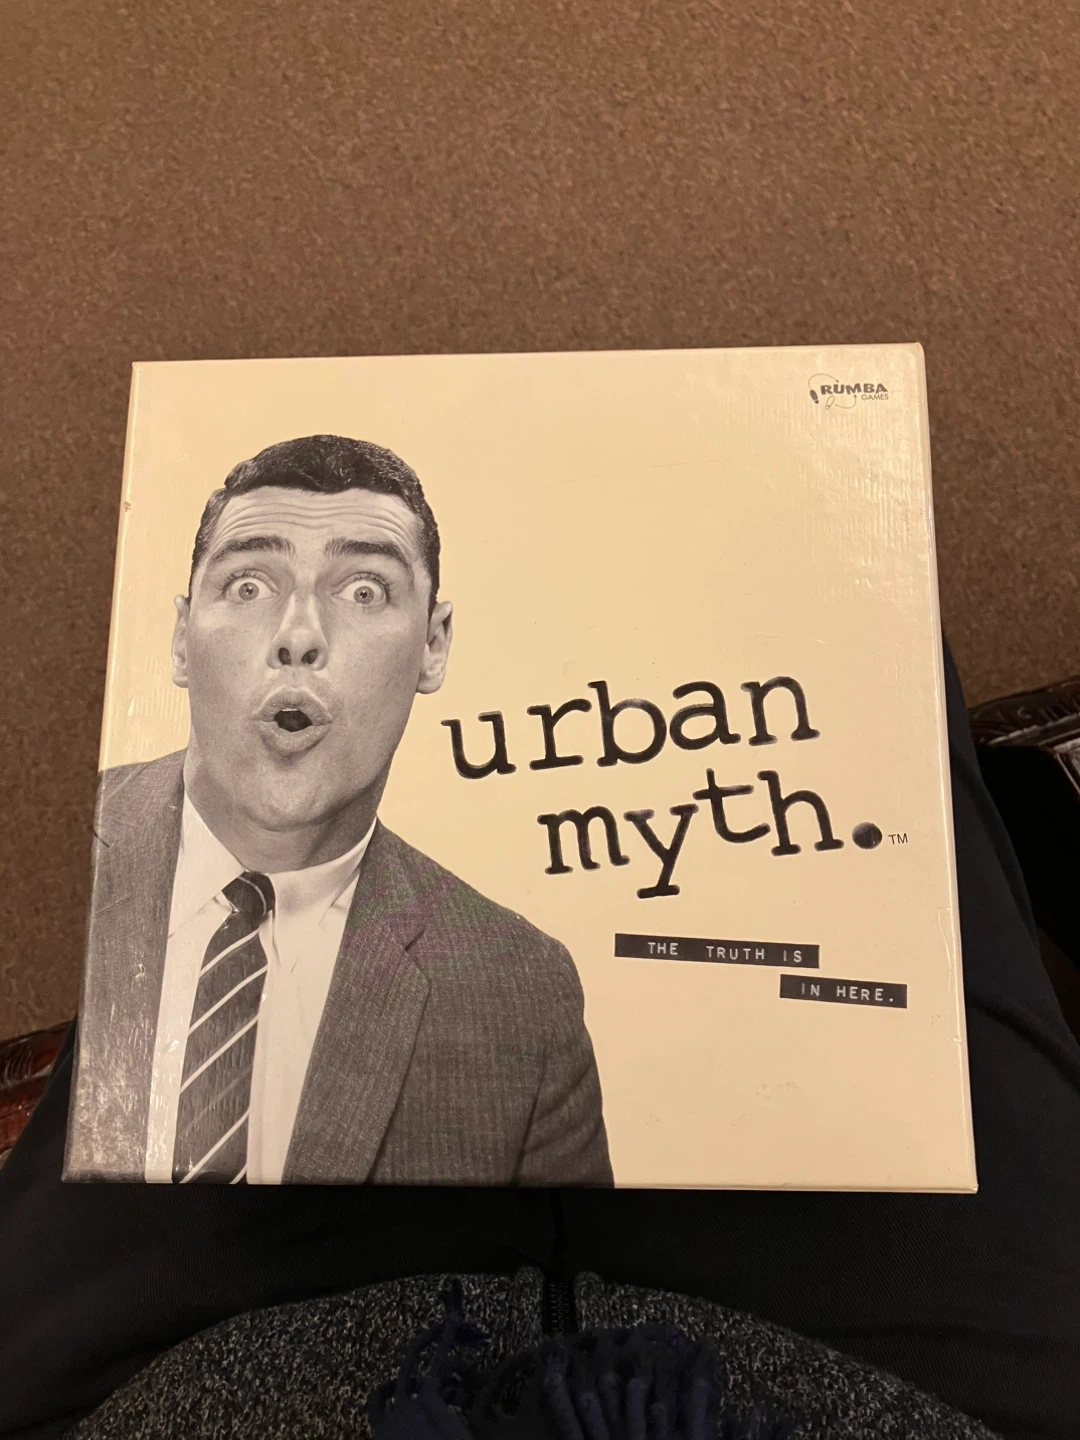 RUMBA
GAMES
urban
myth.™
THE TRUTH IS
IN HERE.